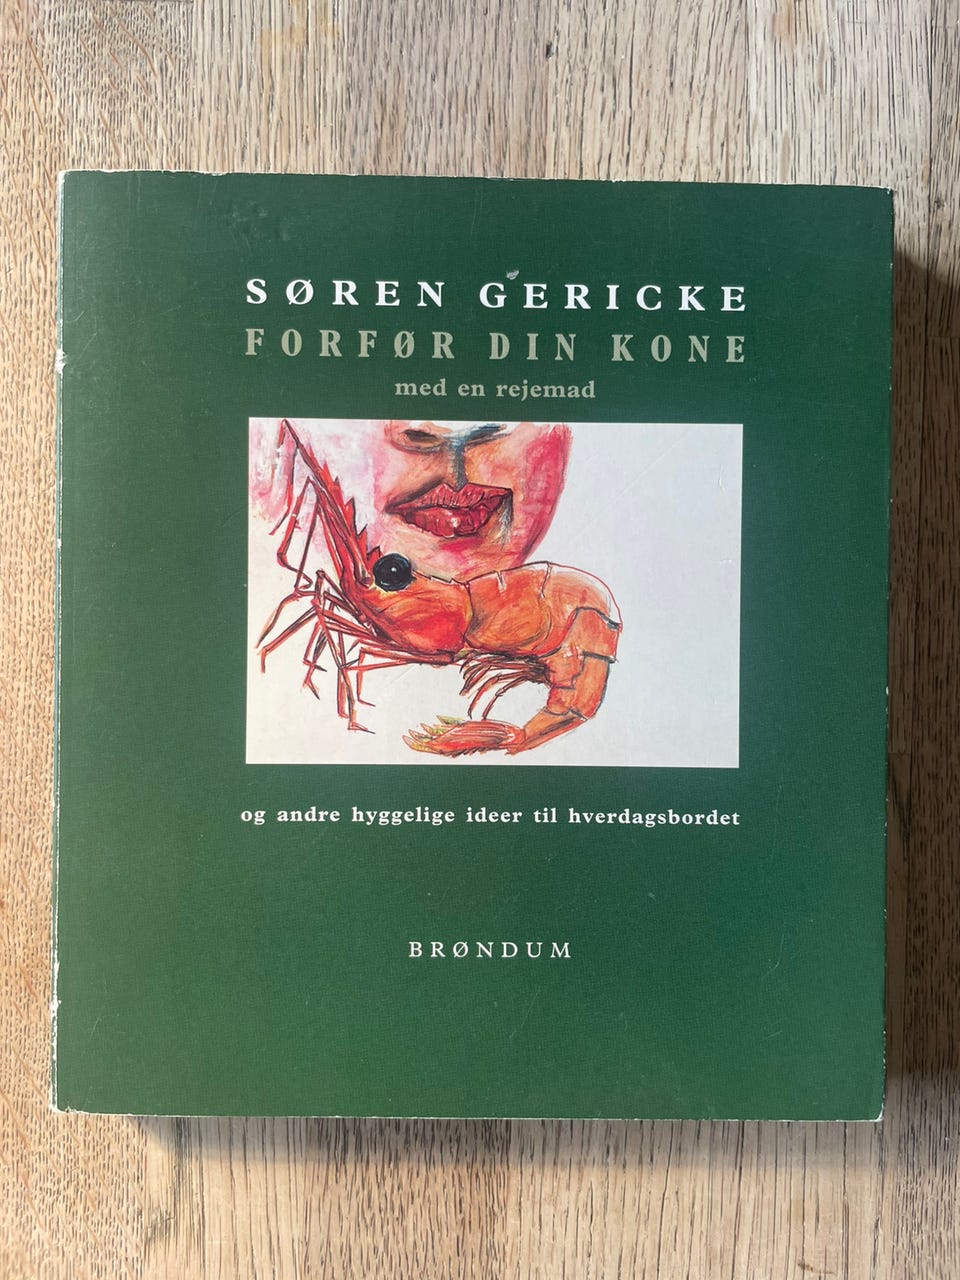 SØREN GERICKE
FORFØR DIN KONE
med en rejemad
og andre hyggelige ideer til hverdagsbordet
BRØNDUM